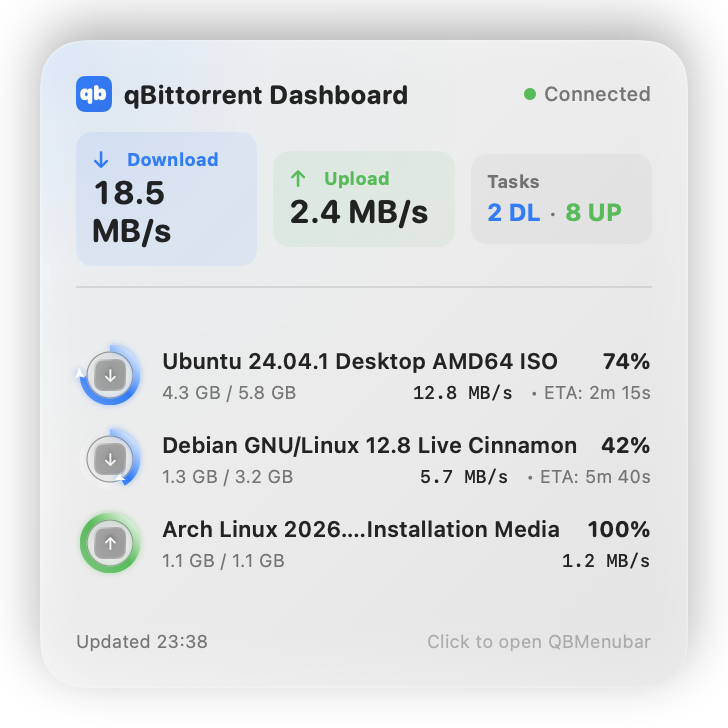 qb qBittorrent Dashboard Connected
↓ Download
18.5
MB/s
↑ Upload
2.4 MB/s
Tasks
2 DL · 8 UP
Ubuntu 24.04.1 Desktop AMD64 ISO 74%
4.3 GB / 5.8 GB 12.8 MB/s • ETA: 2m 15s
Debian GNU/Linux 12.8 Live Cinnamon 42%
1.3 GB / 3.2 GB 5.7 MB/s • ETA: 5m 40s
Arch Linux 2026....Installation Media 100%
1.1 GB / 1.1 GB 1.2 MB/s
Updated 23:38 Click to open QBMenubar